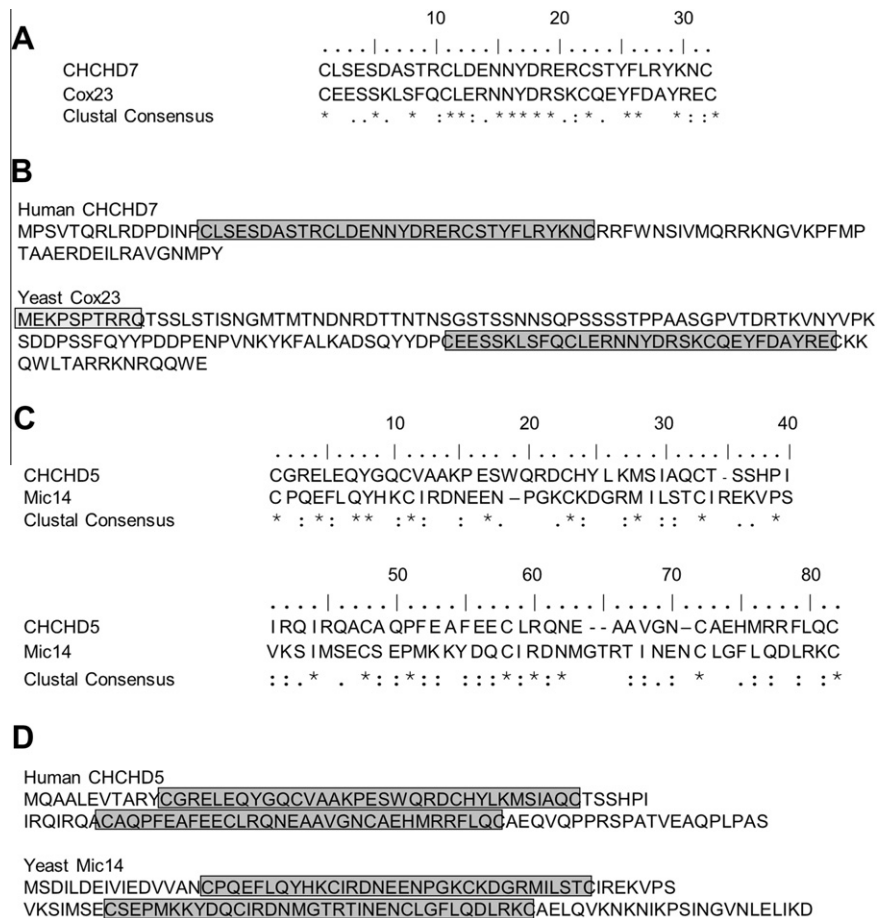 A
10 20 30
. . . . | . . . . | . . . . | . . . . | . . . . | . . . . | . .
CHCHD7 CLSESDASTRCLDENNYDRERCSTYFLRYKNC
Cox23 CEESSKLSFQCLERNNYDRSKCQEYFDAYREC
Clustal Consensus * ..*. * :**:.*****.:*. ** *: :*
B
Human CHCHD7
MPSVTQRLRDPDINPCLSESDASTRCLDENNYDRERCSTYFLRYKNCRRFWNSIVMQRRKNGVKPFMP
TAAERDEILRAVGNMPY
Yeast Cox23
MEKPSPTRRQTSSLSTISNGMTMTNDNRDTTNTNSGSTSSNNSQPSSSSTPPAASGPVTDRTKVNYVPK
SDDPSSFQYYPDDPENPVNKYKFALKADSQYYDPCEESSKLSFQCLERNNYDRSKCQEYFDAYRECKK
QWLTARRKNRQQWE
C
10 20 30 40
. . . . | . . . . | . . . . | . . . . | . . . . | . . . . | . . . . | . . . . |
CHCHD5 CGRELEQYGQCVAAKPESWQRDCHYLKMSIAQCT-SSHPI
Mic14 CPQEFLQYHKCIRDNEEN–PGKCKDGRMILSTCIREKVPS
Clustal Consensus * :*: ** :*: : *. .*: :* :: *: .. *
50 60 70 82
. . . . | . . . . | . . . . | . . . . | . . . . | . . . . | . . . . | . . . . | . .
CHCHD5 IRQIRQACAQPFEAFEECLRQNE--AAVGN–CAEHMRRFLQC
Mic14 VKSIMSECSEPMKKYDQCIRDNMGTRTINENCLGFLQDLRKC
Clustal Consensus ::.* . *:*:: :::*:*: ::.: * .:: : :*
D
Human CHCHD5
MQAALEVTARYCGRELEQYGQCVAAKPESWQRDCHYLKMSIAQCTSSHPI
IRQIRQACAQPFEAFEECLRQNEAAVGNCAEHMRRFLQCAEQVQPPRSPATVEAQPLPAS
Yeast Mic14
MSDILDEIVIEDVVANCPQEFLQYHKCIRDNEENPGKCKDGRMILSTCIREKVPS
VKSIMSECSEPMKKYDQCIRDNMGTRTINENCLGFLQDLRKCAELQVKNKNIKPSINGVNLELIKD